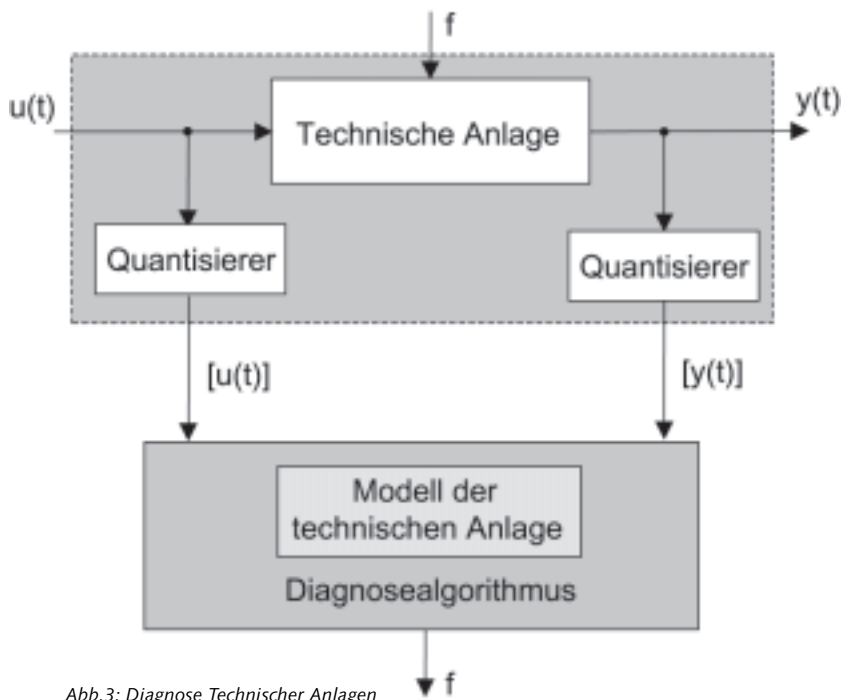 f
u(t)
y(t)
Technische Anlage
Quantisierer
Quantisierer
[u(t)]
[y(t)]
Modell der
technischen Anlage
Diagnosealgorithmus
f
Abb.3: Diagnose Technischer Anlagen